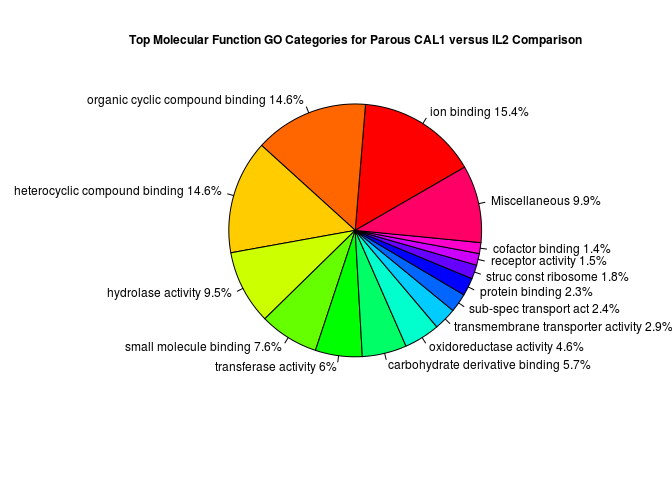 Top Molecular Function GO Categories for Parous CAL1 versus IL2 Comparison
organic cyclic compound binding 14.6%
ion binding 15.4%
heterocyclic compound binding 14.6%
Miscellaneous 9.9%
cofactor binding 1.4%
receptor activity 1.5%
struc const ribosome 1.8%
hydrolase activity 9.5%
protein binding 2.3%
sub-spec transport act 2.4%
transmembrane transporter activity 2.9%
small molecule binding 7.6%
oxidoreductase activity 4.6%
transferase activity 6%
carbohydrate derivative binding 5.7%